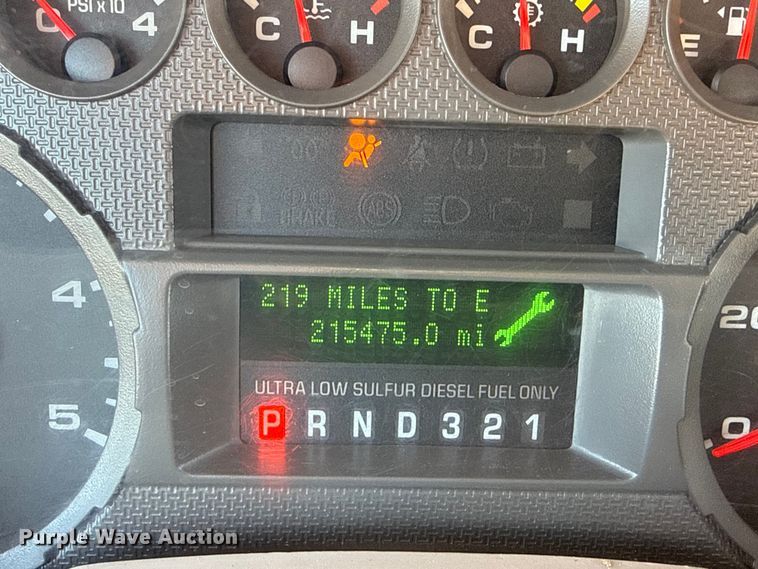 PSI x 10
0 4 C H C H E
BRAKE ABS
4
5
219 MILES TO E
215475.0 mi
ULTRA LOW SULFUR DIESEL FUEL ONLY
P R N D 3 2 1
20
0
Purple Wave Auction